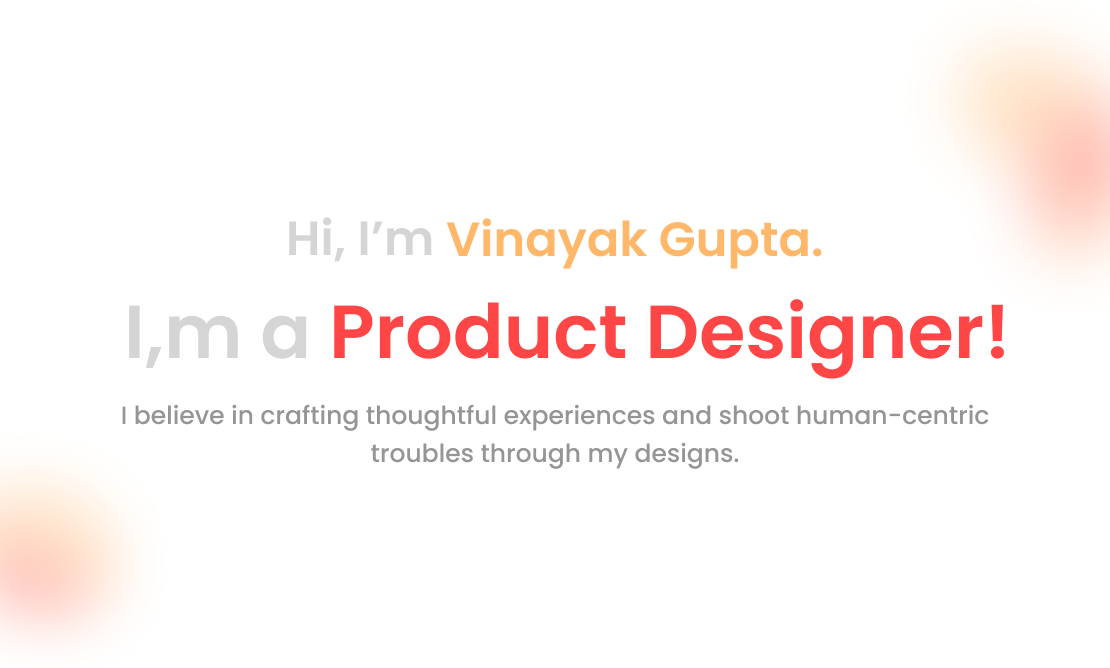 Hi, I’m Vinayak Gupta.
I,m a Product Designer!
I believe in crafting thoughtful experiences and shoot human-centric
troubles through my designs.